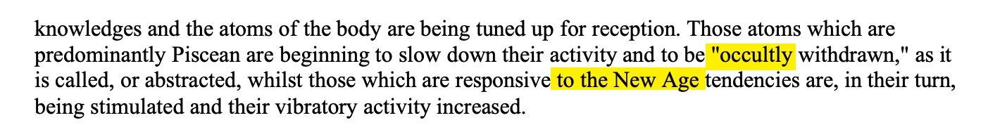 knowledges and the atoms of the body are being tuned up for reception. Those atoms which are
predominantly Piscean are beginning to slow down their activity and to be "occultly withdrawn," as it
is called, or abstracted, whilst those which are responsive to the New Age tendencies are, in their turn,
being stimulated and their vibratory activity increased.